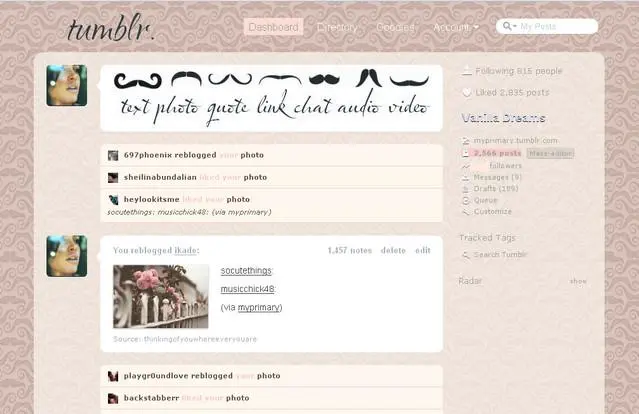 tumblr.
Dashboard Directory Goodies Account My Posts
text photo quote link chat audio video
697phoenix reblogged your photo
sheilinabundalian liked your photo
heylookitsme liked your photo
socutethings: musicchick48: (via myprimary)
You reblogged ikade: 1,457 notes delete edit
socutethings:
musicchick48:
(via myprimary)
Source: thinkingofyouwhereeveryouare
playgr0undlove reblogged your photo
backstabberr liked your photo
Following 815 people
Liked 2,835 posts
Vanilla Dreams
myprimary.tumblr.com
2,566 posts Mass editor
followers
Messages (9)
Drafts (189)
Queue
Customize
Tracked Tags
Search Tumblr
Radar show